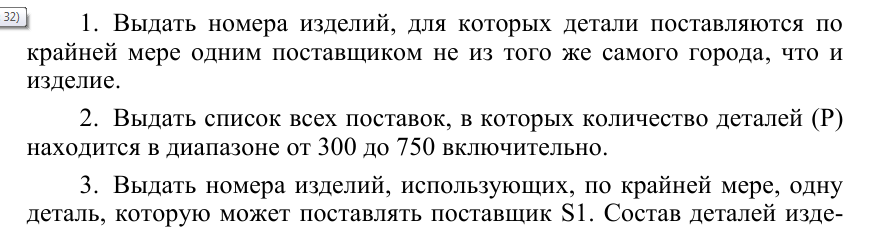 32)
1. Выдать номера изделий, для которых детали поставляются по
крайней мере одним поставщиком не из того же самого города, что и
изделие.
2. Выдать список всех поставок, в которых количество деталей (P)
находится в диапазоне от 300 до 750 включительно.
3. Выдать номера изделий, использующих, по крайней мере, одну
деталь, которую может поставлять поставщик S1. Состав деталей изде-